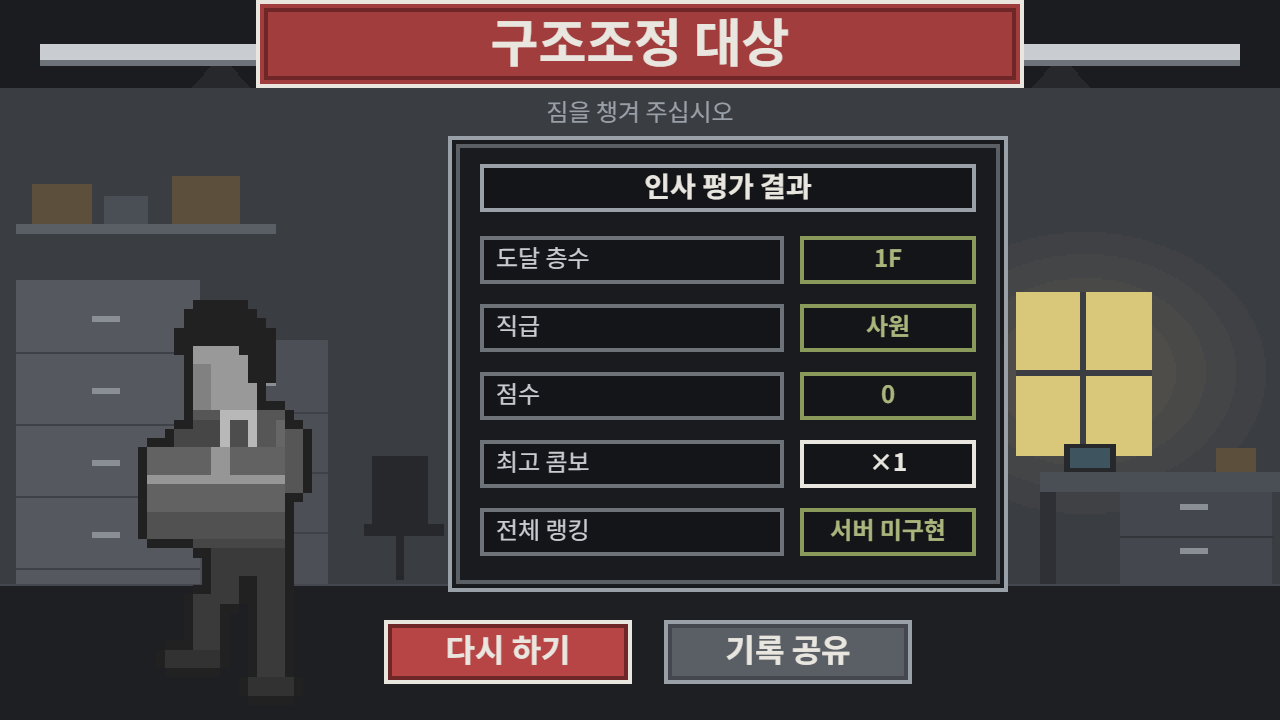 구조조정 대상
짐을 챙겨 주십시오
인사 평가 결과
도달 층수 1F
직급 사원
점수 0
최고 콤보 ×1
전체 랭킹 서버 미구현
다시 하기 기록 공유